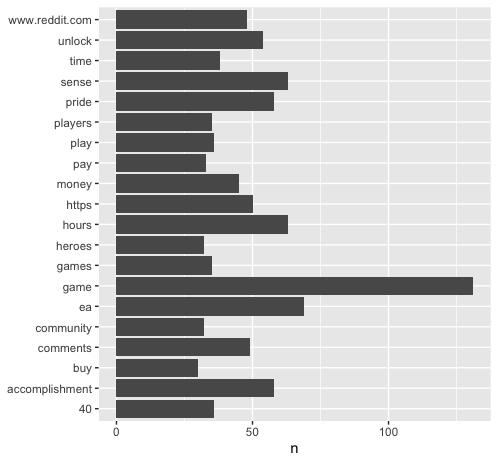 www.reddit.com
unlock
time
sense
pride
players
play
pay
money
https
hours
heroes
games
game
ea
community
comments
buy
accomplishment
40
0 50 100
n